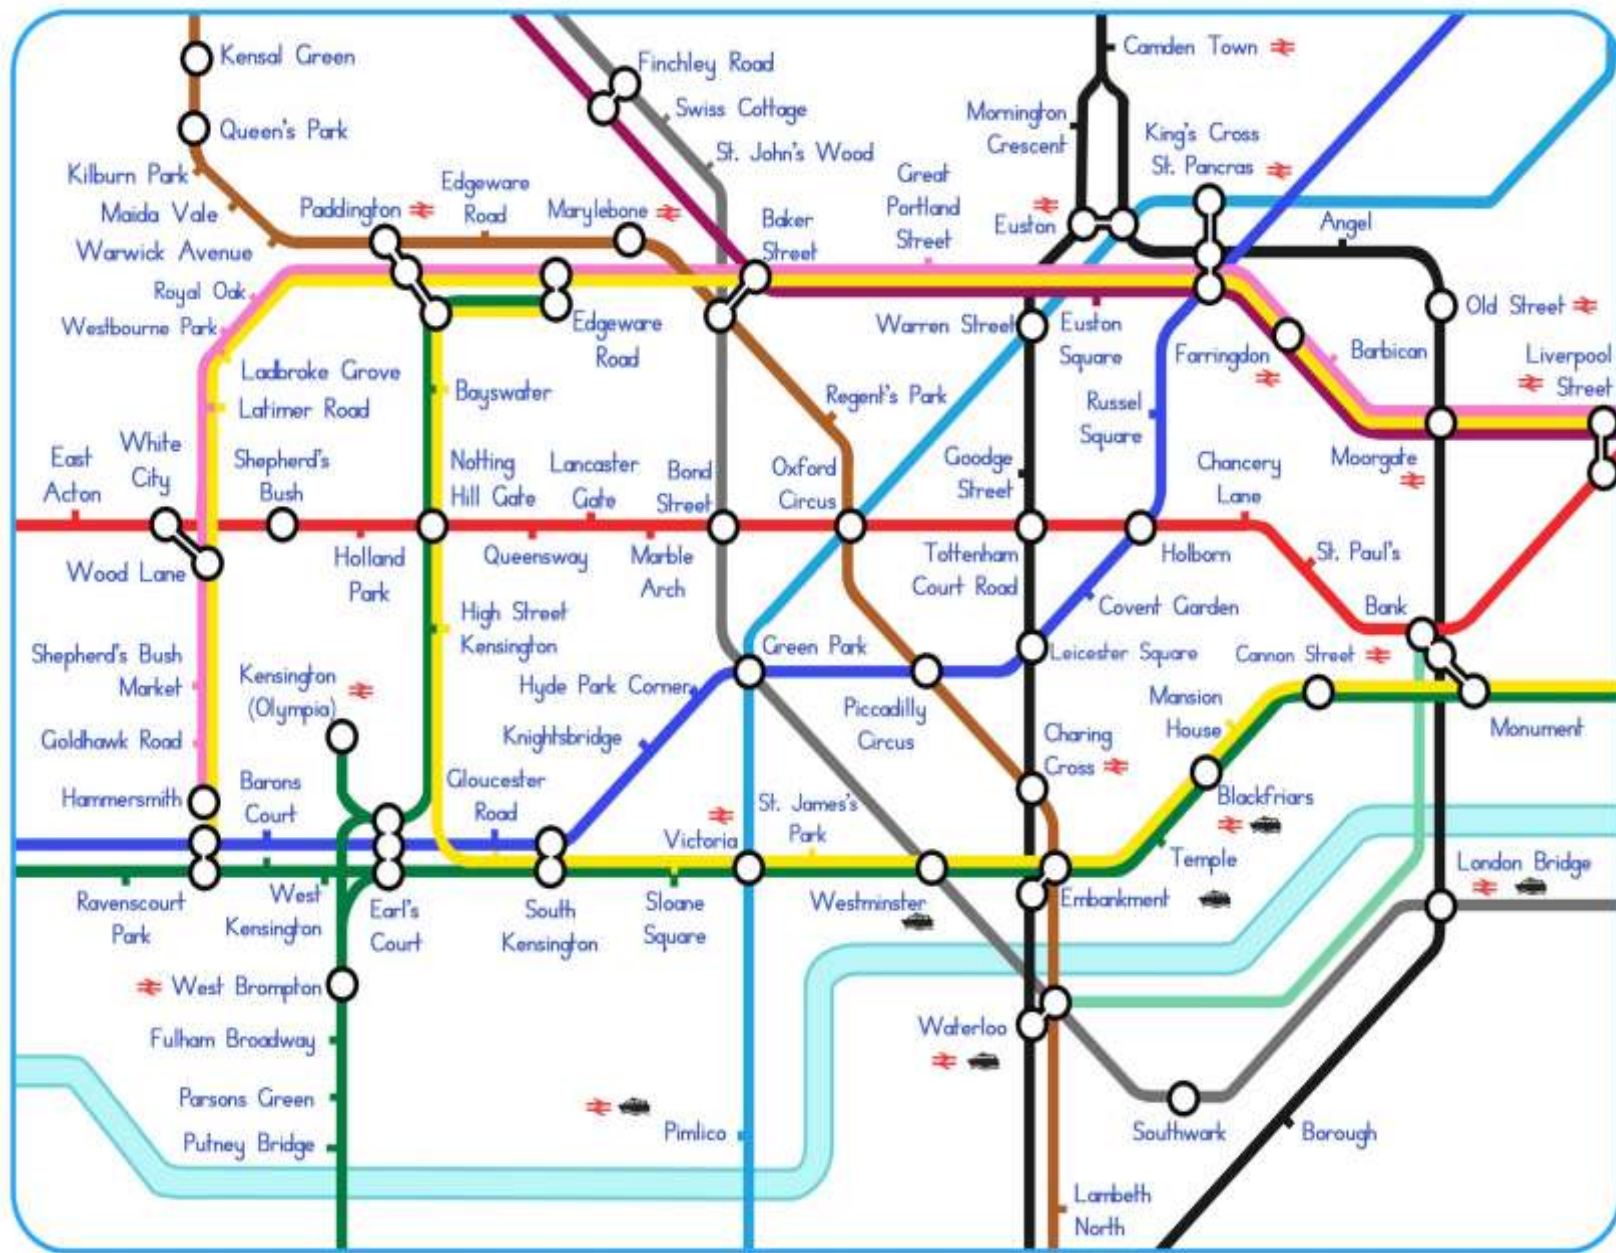 Kensal Green
Queen's Park
Kilburn Park
Maida Vale
Warwick Avenue
Paddington
Edgeware
Road
Marylebone
Finchley Road
Swiss Cottage
St. John's Wood
Baker
Street
Great
Portland
Street
Camden Town
Mornington
Crescent
King's Cross
St. Pancras
Euston
Angel
Royal Oak
Westbourne Park
Ladbroke Grove
Latimer Road
Edgeware
Road
Bayswater
Warren Street
Euston
Square
Farringdon
Barbican
Old Street
Liverpool
Street
Moorgate
Regent's Park
Russel
Square
East
Acton
White
City
Shepherd's
Bush
Notting
Hill Gate
Lancaster
Gate
Bond
Street
Oxford
Circus
Goodge
Street
Chancery
Lane
Wood Lane
Holland
Park
Queensway
Marble
Arch
Tottenham
Court Road
Holborn
St. Paul's
Bank
Covent Garden
High Street
Kensington
Shepherd's Bush
Market
Kensington
(Olympia)
Hyde Park Corner
Green Park
Leicester Square
Cannon Street
Mansion
House
Monument
Goldhawk Road
Knightsbridge
Piccadilly
Circus
Charing
Cross
Hammersmith
Barons
Court
Gloucester
Road
Victoria
St. James's
Park
Blackfriars
Temple
London Bridge
Ravenscourt
Park
West
Kensington
Earl's
Court
South
Kensington
Sloane
Square
Westminster
Embankment
West Brompton
Fulham Broadway
Waterloo
Parsons Green
Putney Bridge
Pimlico
Southwark
Borough
Lambeth
North